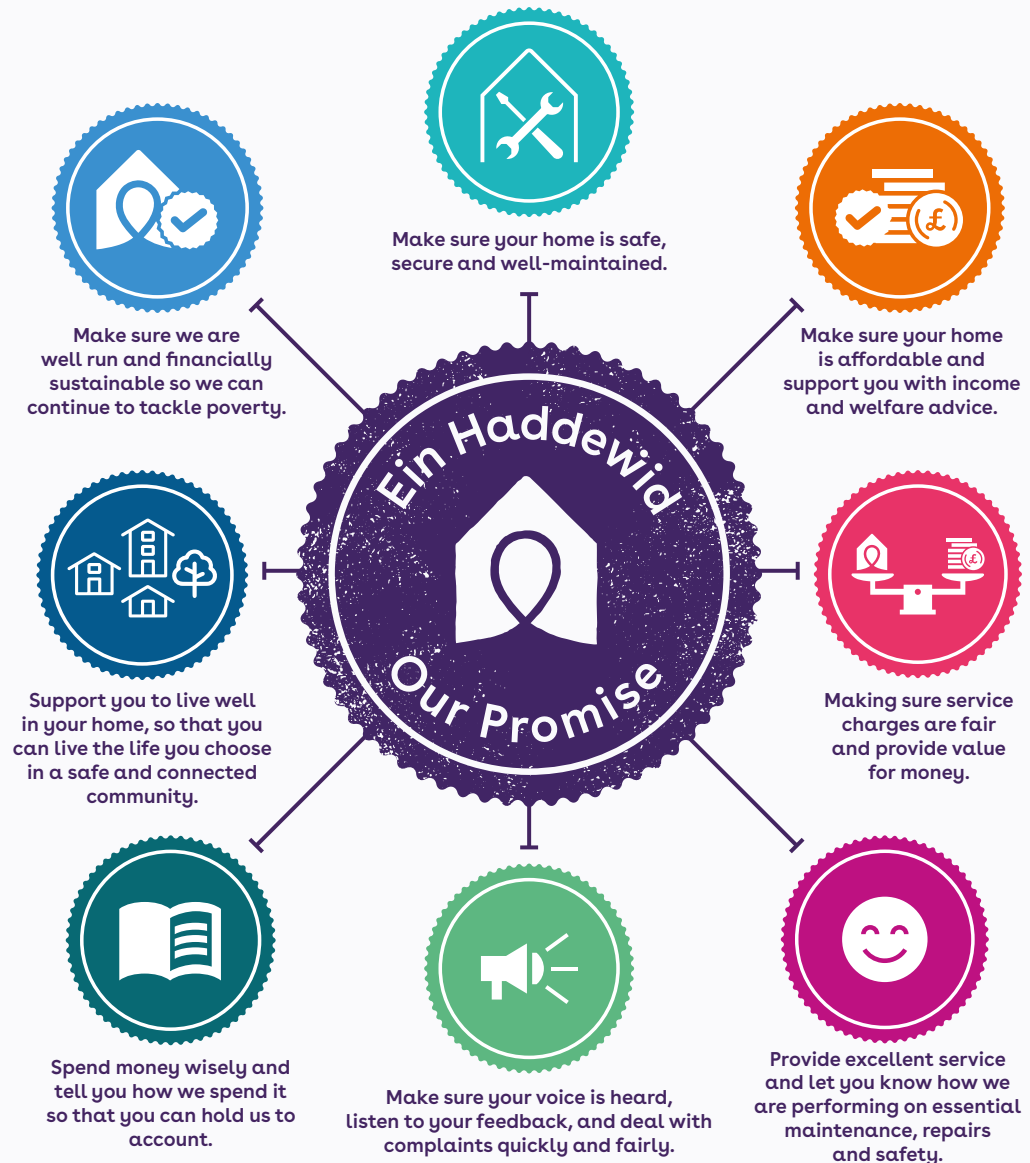 Make sure your home is safe,
secure and well-maintained.
Make sure we are
well run and financially
sustainable so we can
continue to tackle poverty.
Make sure your home
is affordable and
support you with income
and welfare advice.
Ein Haddewid
Our Promise
Support you to live well
in your home, so that you
can live the life you choose
in a safe and connected
community.
Making sure service
charges are fair
and provide value
for money.
Spend money wisely and
tell you how we spend it
so that you can hold us to
account.
Make sure your voice is heard,
listen to your feedback, and deal with
complaints quickly and fairly.
Provide excellent service
and let you know how we
are performing on essential
maintenance, repairs
and safety.
£
£